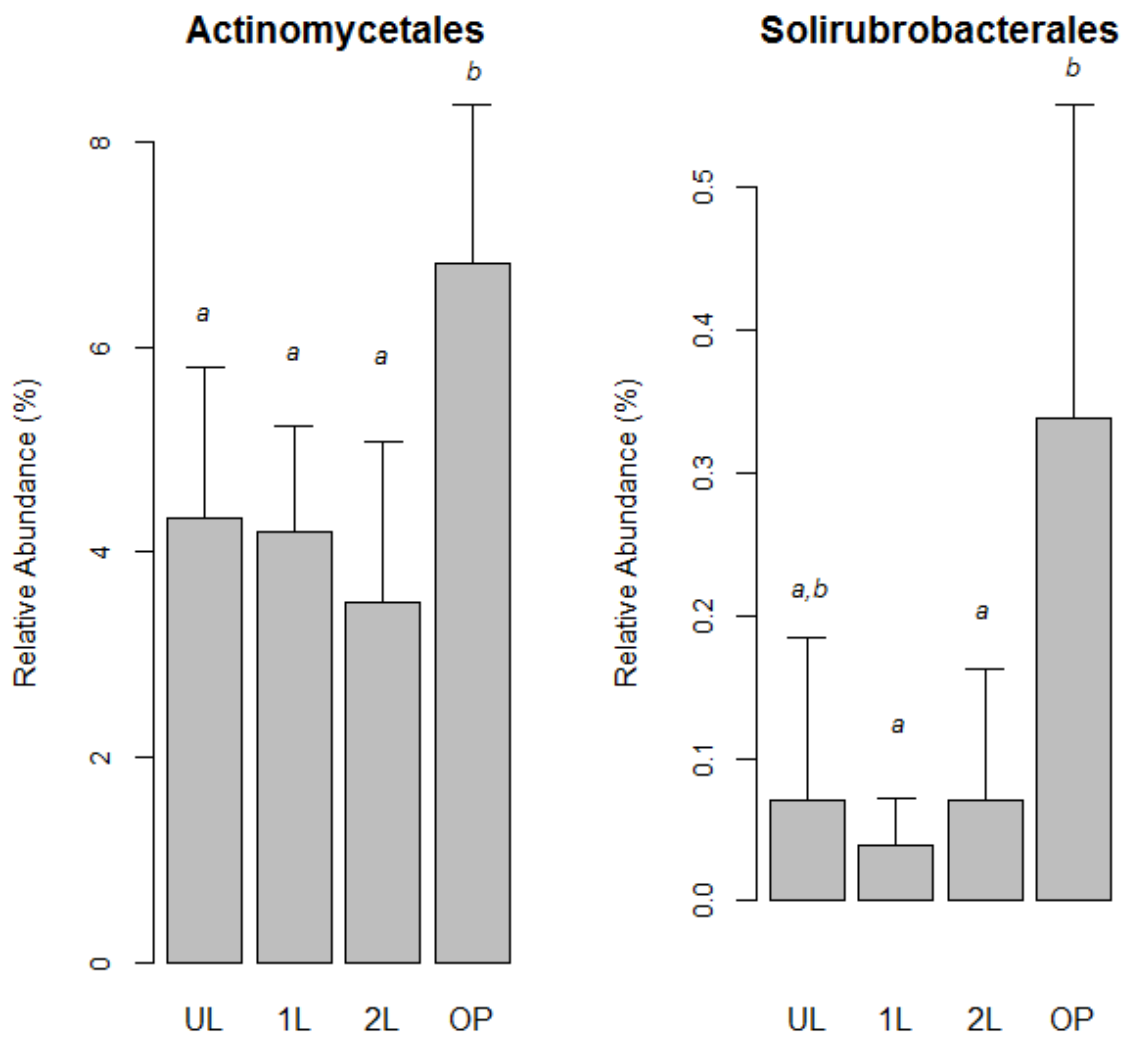 Actinomycetales
b
8
a
a
a
6
4
2
0
Relative Abundance (%)
UL 1L 2L OP
Solirubrobacterales
b
0.5
0.4
0.3
a,b
a
0.2
a
0.1
0.0
Relative Abundance (%)
UL 1L 2L OP